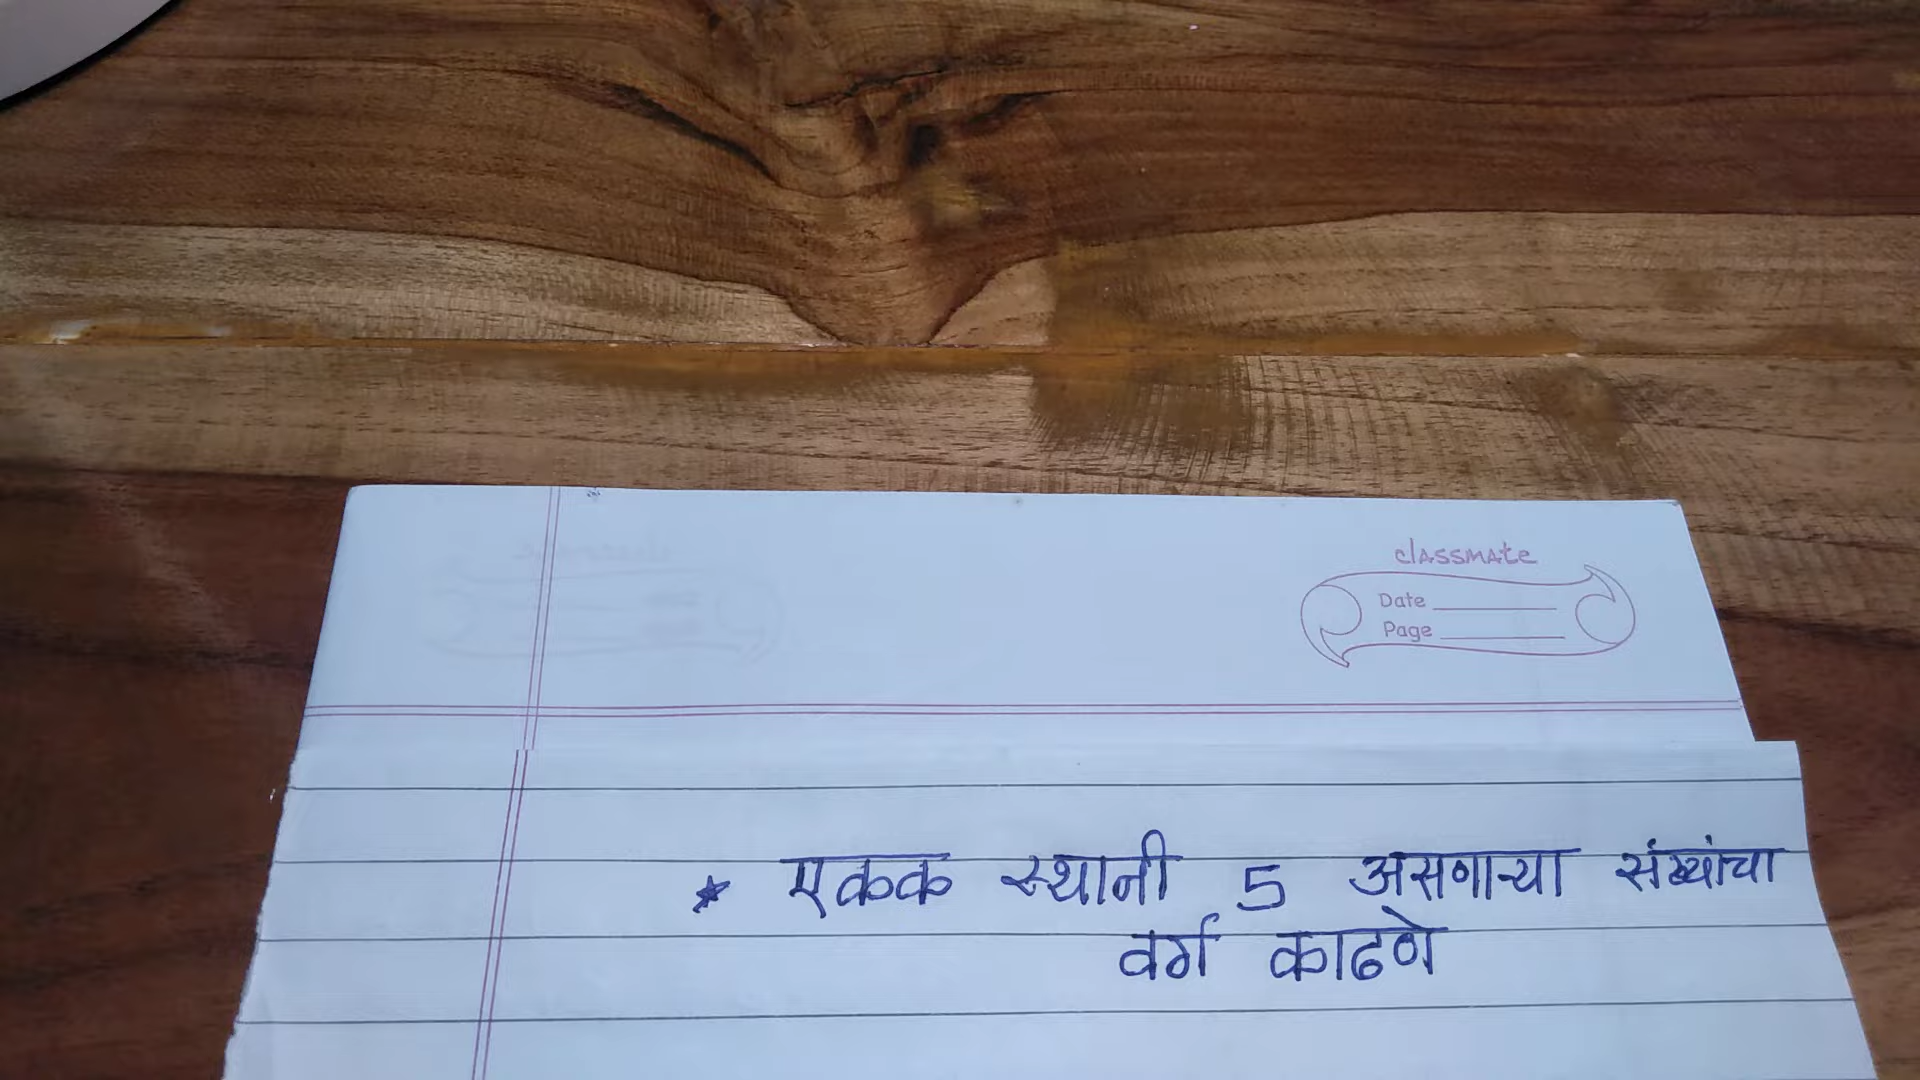 classmate
Date
Page
* एकक स्थानी 5 असणाऱ्या संख्यांचा
वर्ग काढणे